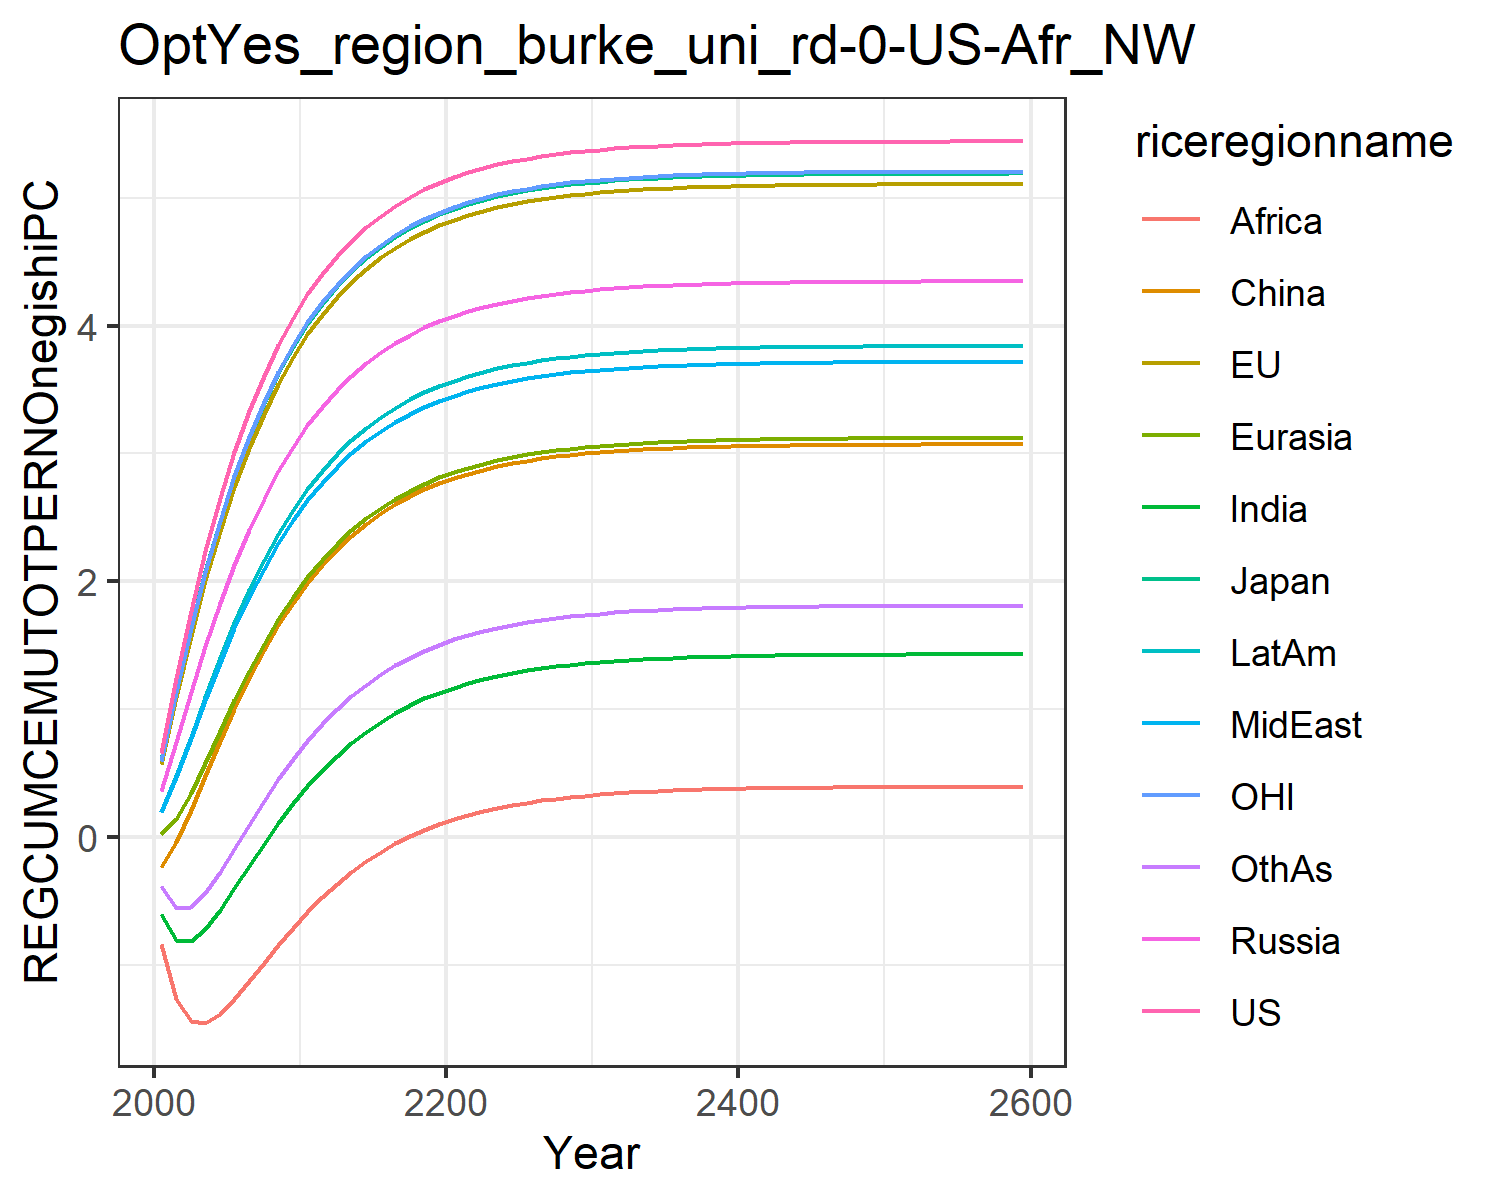 OptYes_region_burke_uni_rd-0-US-Afr_NW
REGCUMCEMUTOTPERNOnegishiPC
4
2
0
2000
2200
2400
2600
Year
riceregionname
Africa
China
EU
Eurasia
India
Japan
LatAm
MidEast
OHI
OthAs
Russia
US